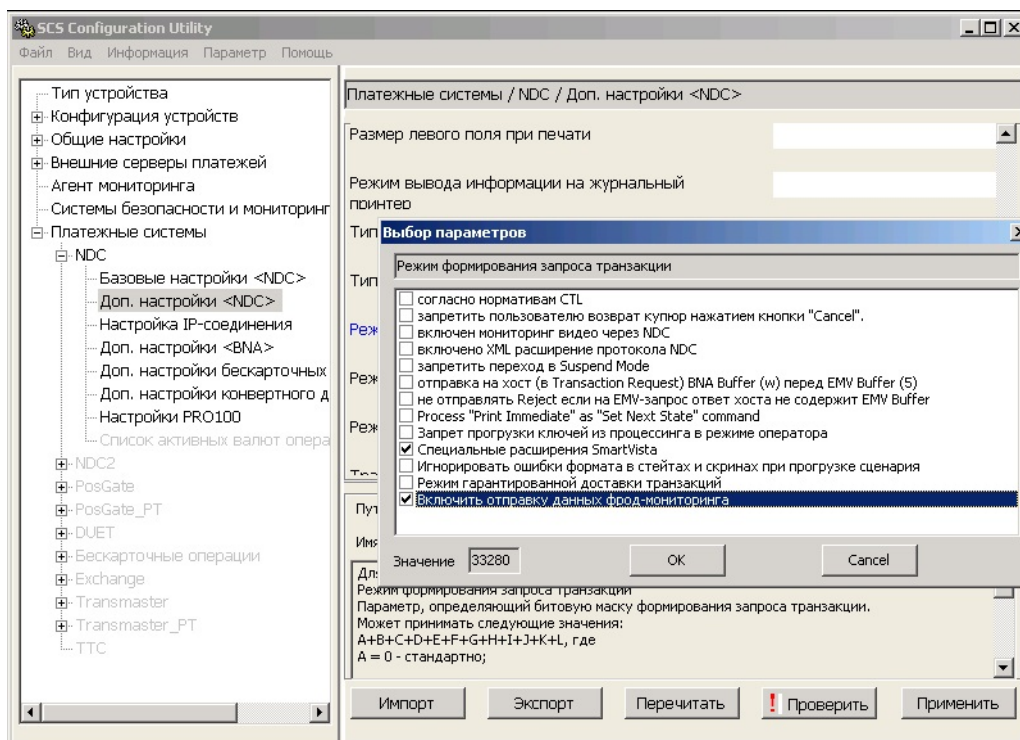 SCS Configuration Utility
Файл Вид Информация Параметр Помощь
Тип устройства
Конфигурация устройств
Общие настройки
Внешние серверы платежей
Агент мониторинга
Системы безопасности и мониторинг
Платежные системы
NDC
Базовые настройки <NDC>
Доп. настройки <NDC>
Настройка IP-соединения
Доп. настройки <BNA>
Доп. настройки бескарточных
Доп. настройки конвертного д
Настройки PRO100
Список активных валют опера
NDC2
PosGate
PosGate_PT
DUET
Бескарточные операции
Exchange
Transmaster
Transmaster_PT
TTC
Платежные системы / NDC / Доп. настройки <NDC>
Размер левого поля при печати
Режим вывода информации на журнальный
принтер
Тип
Тип
Реж
Реж
Реж
Выбор параметров
Режим формирования запроса транзакции
согласно нормативам CTL
запретить пользователю возврат купюр нажатием кнопки "Cancel".
включен мониторинг видео через NDC
включено XML расширение протокола NDC
запретить переход в Suspend Mode
отправка на хост (в Transaction Request) BNA Buffer (w) перед EMV Buffer (5)
не отправлять Reject если на EMV-запрос ответ хоста не содержит EMV Buffer
Process "Print Immediate" as "Set Next State" command
Запрет прогрузки ключей из процессинга в режиме оператора
Специальные расширения SmartVista
Игнорировать ошибки формата в стейтах и скринах при прогрузке сценария
Режим гарантированной доставки транзакций
Включить отправку данных фрод-мониторинга
Значение 33280 OK Cancel
Пут
Имя
Для
Режим формирования запроса транзакции
Параметр, определяющий битовую маску формирования запроса транзакции.
Может принимать следующие значения:
A+B+C+D+E+F+G+H+I+J+K+L, где
A = 0 - стандартно;
Импорт Экспорт Перечитать ! Проверить Применить